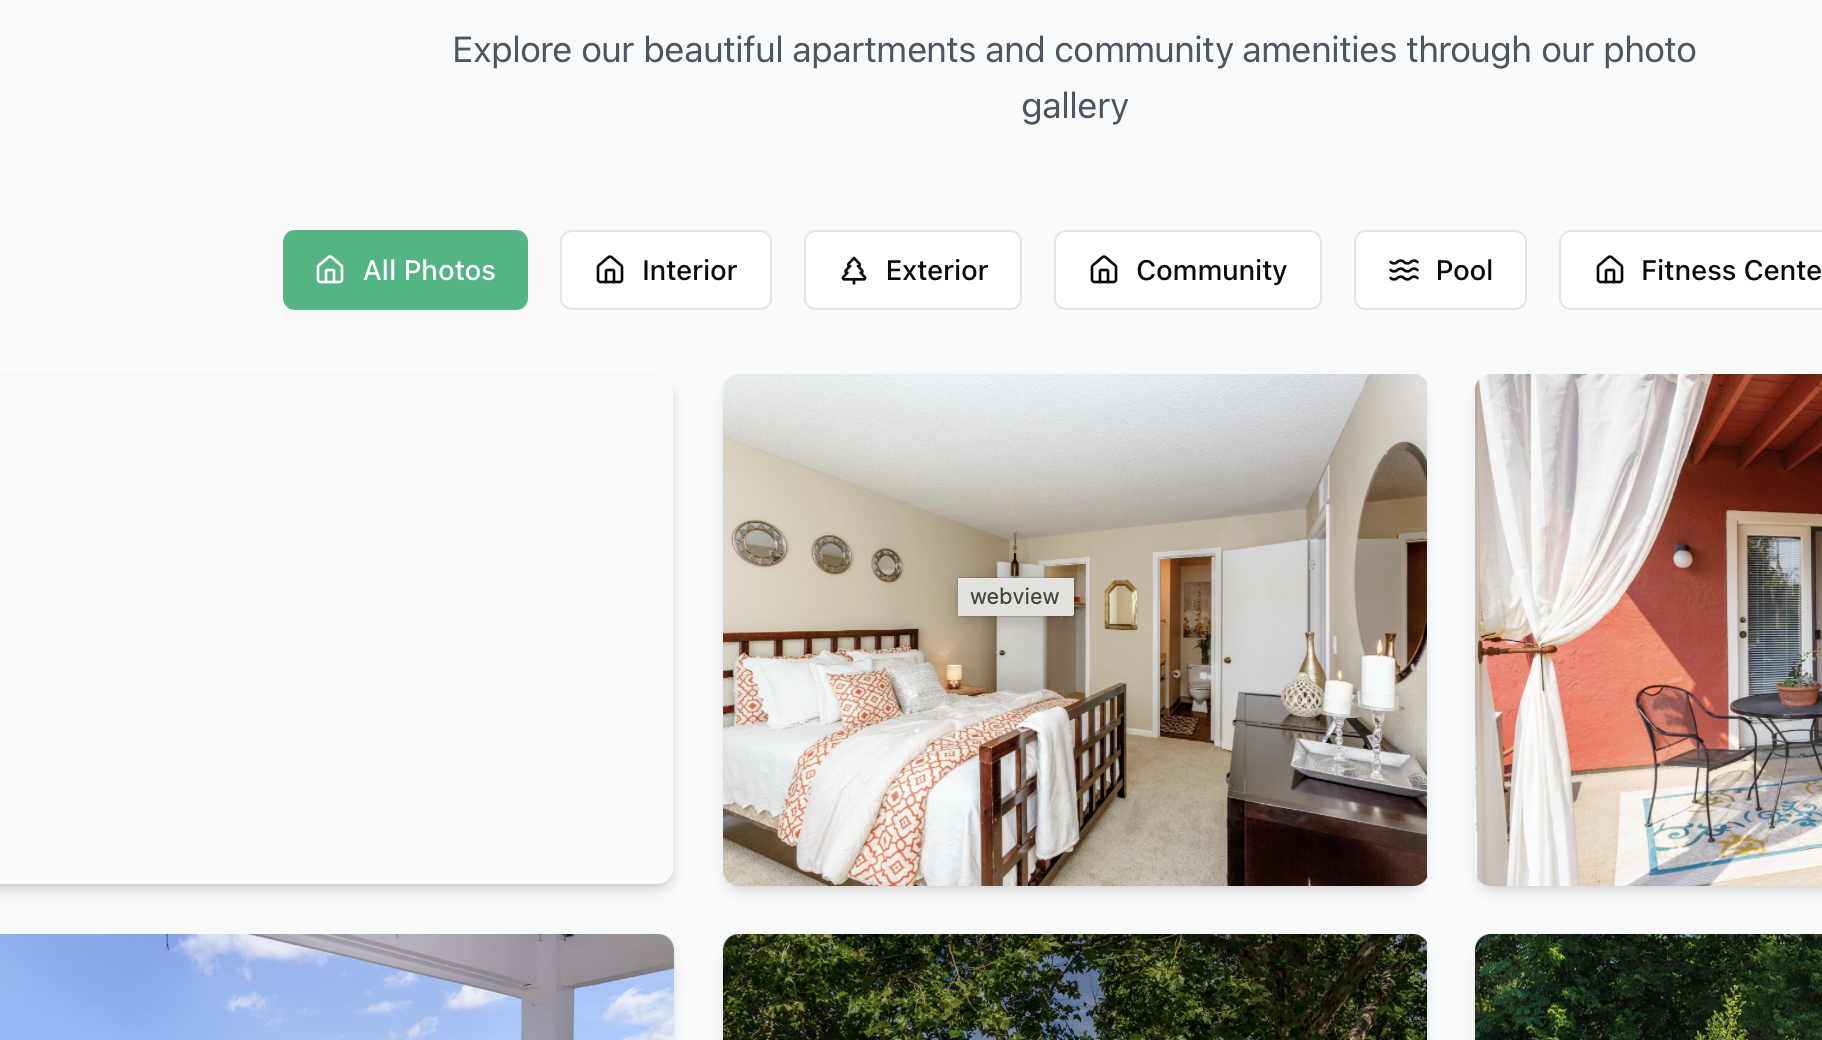 Explore our beautiful apartments and community amenities through our photo
gallery
All Photos
Interior
Exterior
Community
Pool
Fitness Cente
webview